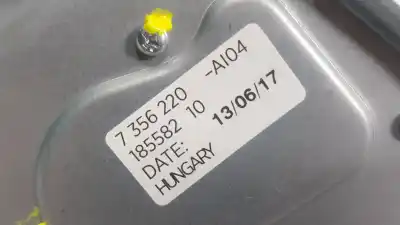 7 356 220 -AI04
185582 10
DATE: 13/06/17
HUNGARY